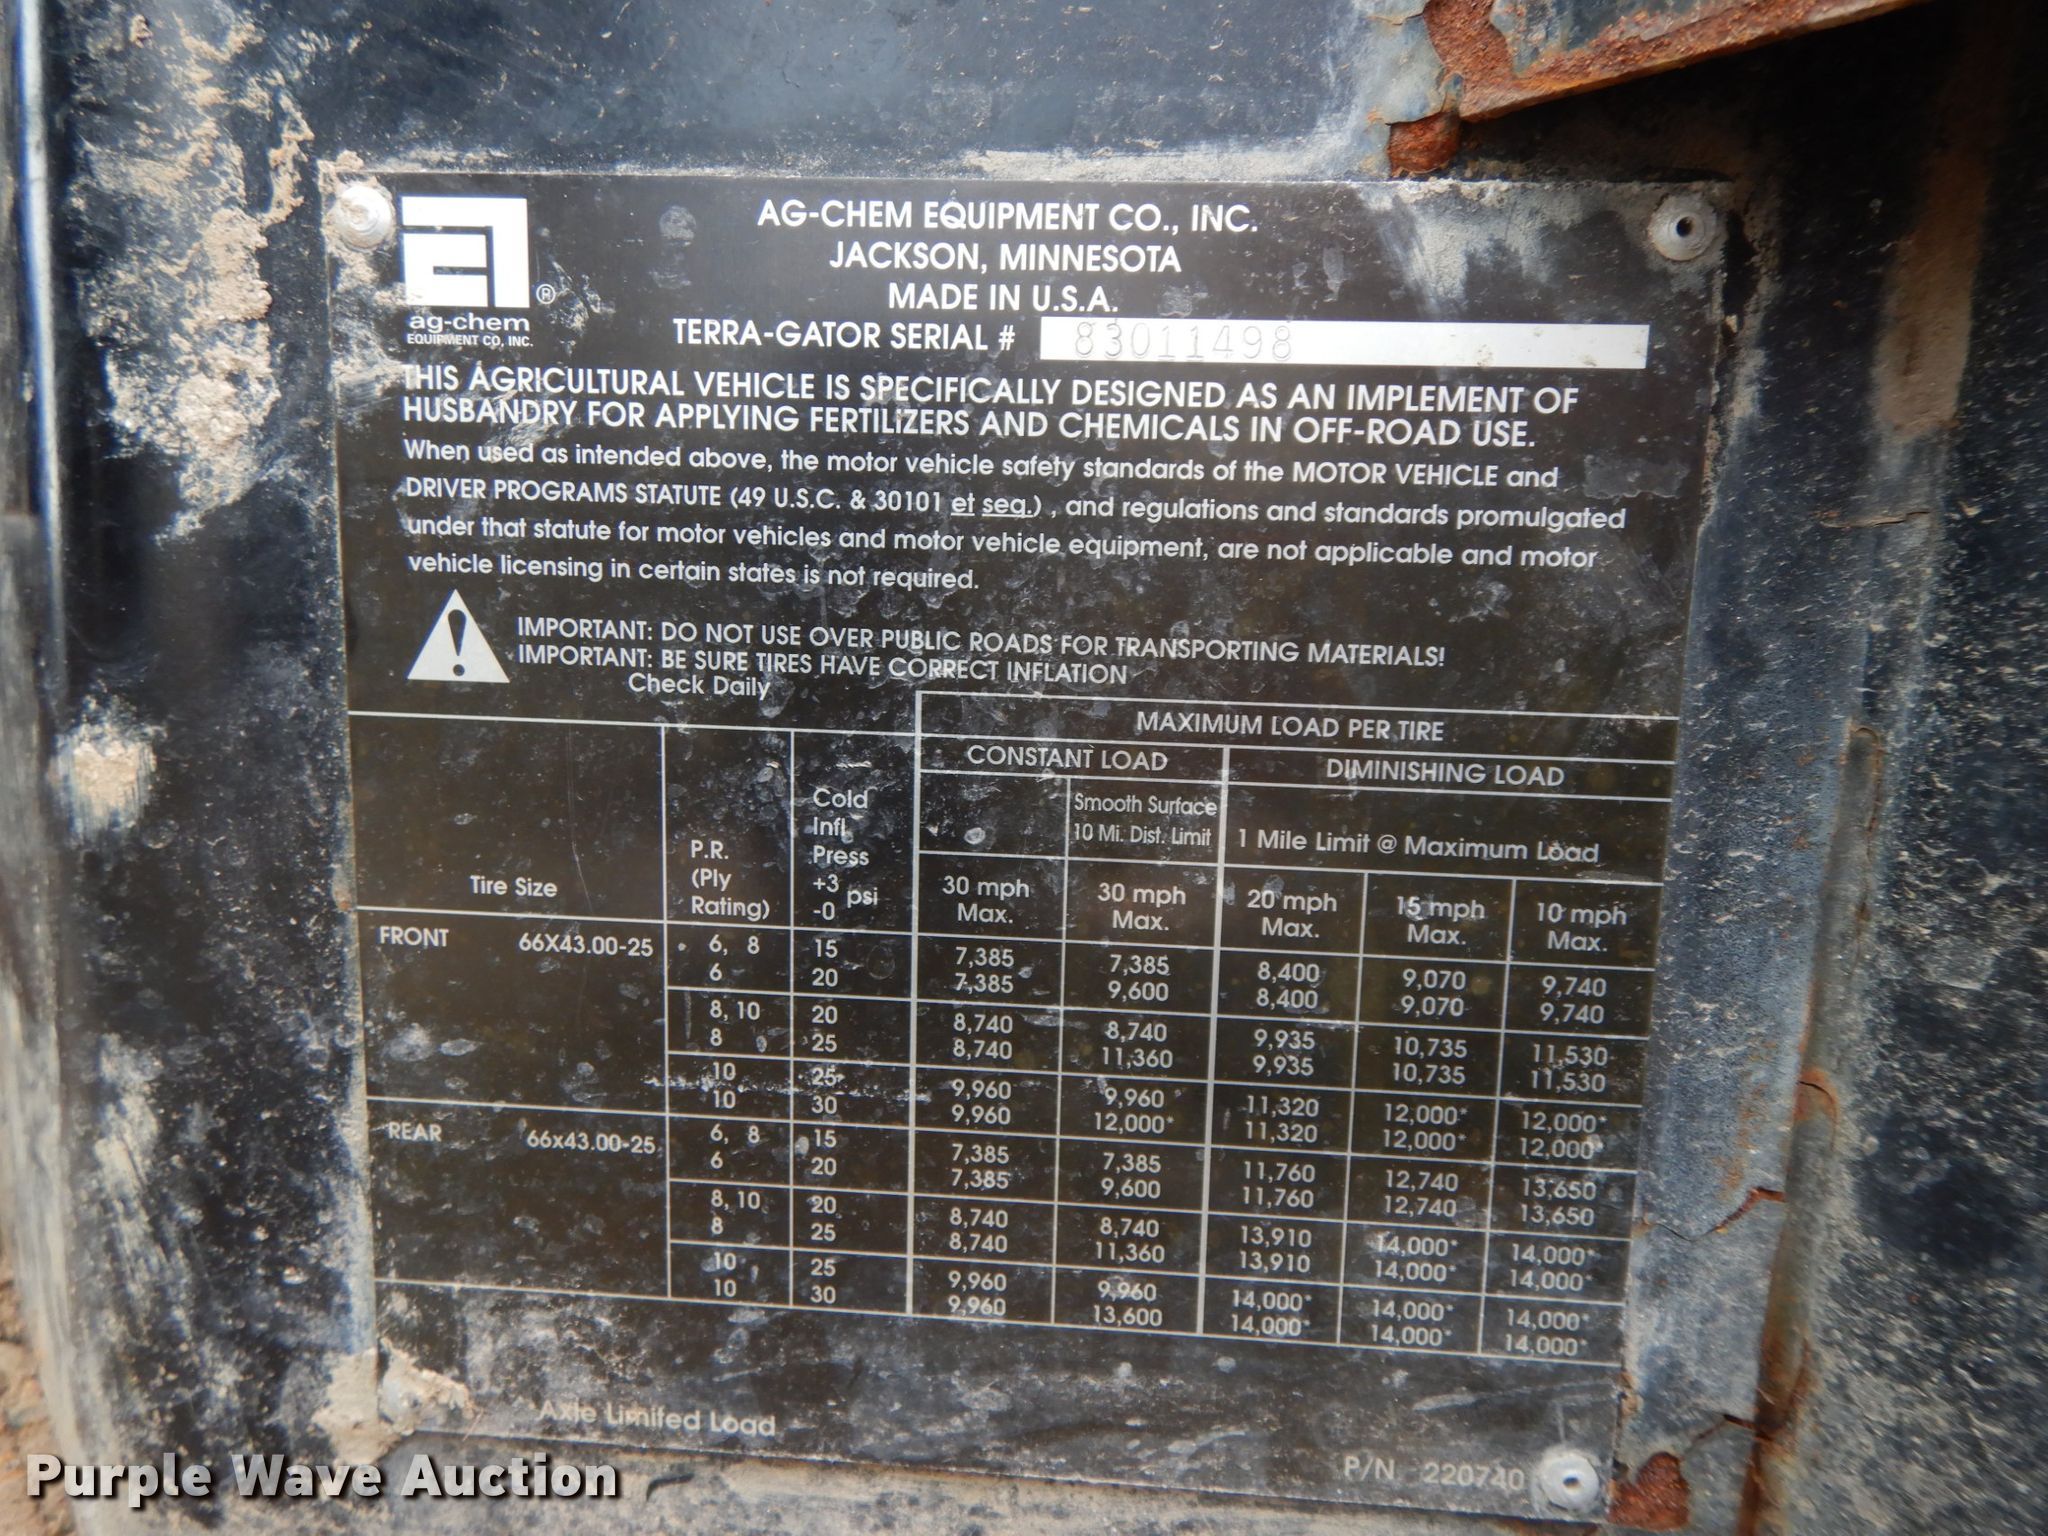 ag-chem
EQUIPMENT CO, INC.
®
AG-CHEM EQUIPMENT CO., INC.
JACKSON, MINNESOTA
MADE IN U.S.A.
TERRA-GATOR SERIAL # 83011498
THIS AGRICULTURAL VEHICLE IS SPECIFICALLY DESIGNED AS AN IMPLEMENT OF
HUSBANDRY FOR APPLYING FERTILIZERS AND CHEMICALS IN OFF-ROAD USE.
When used as intended above, the motor vehicle safety standards of the MOTOR VEHICLE and
DRIVER PROGRAMS STATUTE (49 U.S.C. & 30101 et seq.) , and regulations and standards promulgated
under that statute for motor vehicles and motor vehicle equipment, are not applicable and motor
vehicle licensing in certain states is not required.
! IMPORTANT: DO NOT USE OVER PUBLIC ROADS FOR TRANSPORTING MATERIALS!
IMPORTANT: BE SURE TIRES HAVE CORRECT INFLATION
Check Daily
MAXIMUM LOAD PER TIRE
CONSTANT LOAD DIMINISHING LOAD
Tire Size
P.R.
(Ply
Rating)
Cold
Infl.
Press
+3 psi
-0
Smooth Surface
10 Mi. Dist. Limit
1 Mile Limit @ Maximum Load
30 mph
Max.
30 mph
Max.
20 mph
Max.
15 mph
Max.
10 mph
Max.
FRONT 66X43.00-25 6, 8 15 7,385 7,385 8,400 9,070 9,740
6 20 7,385 9,600 8,400 9,070 9,740
8, 10 20 8,740 8,740 9,935 10,735 11,530
8 25 8,740 11,360 9,935 10,735 11,530
10 25 9,960 9,960 11,320 12,000* 12,000*
10 30 9,960 12,000* 11,320 12,000* 12,000*
REAR 66x43.00-25 6, 8 15 7,385 7,385 11,760 12,740 13,650
6 20 7,385 9,600 11,760 12,740 13,650
8, 10 20 8,740 8,740 13,910 14,000* 14,000*
8 25 8,740 11,360 13,910 14,000* 14,000*
10 25 9,960 9,960 14,000* 14,000* 14,000*
10 30 9,960 13,600 14,000* 14,000* 14,000*
Axle Limited Load
P/N 220740
Purple Wave Auction